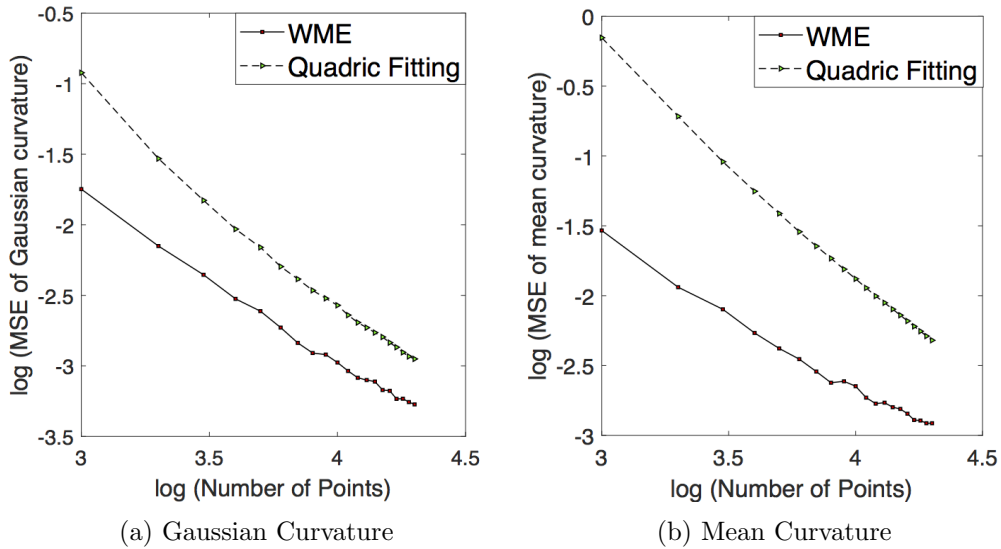 -0.5
-1
-1.5
-2
-2.5
-3
-3.5
log (MSE of Gaussian curvature)
WME
Quadric Fitting
3
3.5
4
4.5
log (Number of Points)
(a) Gaussian Curvature
0
-0.5
-1
-1.5
-2
-2.5
-3
log (MSE of mean curvature)
WME
Quadric Fitting
3
3.5
4
4.5
log (Number of Points)
(b) Mean Curvature